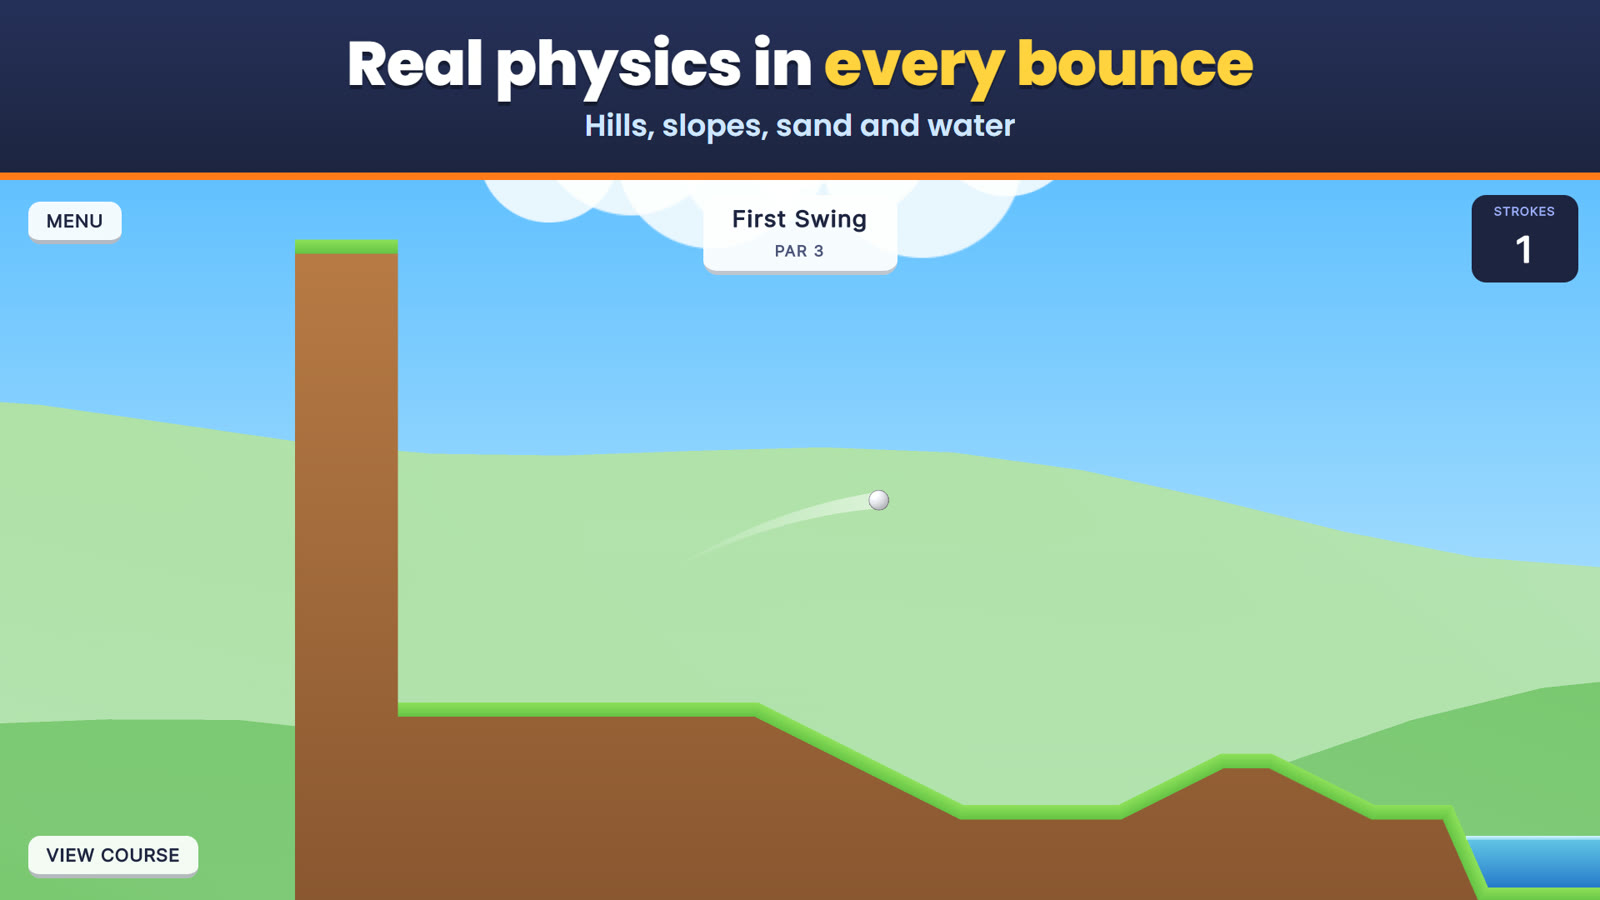 Real physics in every bounce
Hills, slopes, sand and water
MENU
First Swing
PAR 3
STROKES
1
VIEW COURSE